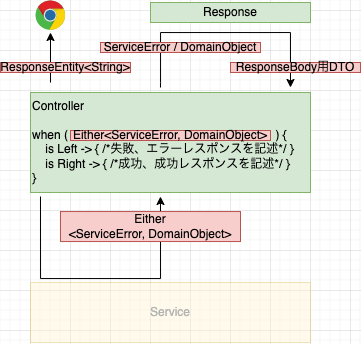 Response
ServiceError / DomainObject
ResponseEntity<String>
ResponseBody用DTO
Controller
when ( Either<ServiceError, DomainObject> ) {
is Left -> { /*失敗、エラーレスポンスを記述*/ }
is Right -> { /*成功、成功レスポンスを記述*/ }
}
Either
<ServiceError, DomainObject>
Service